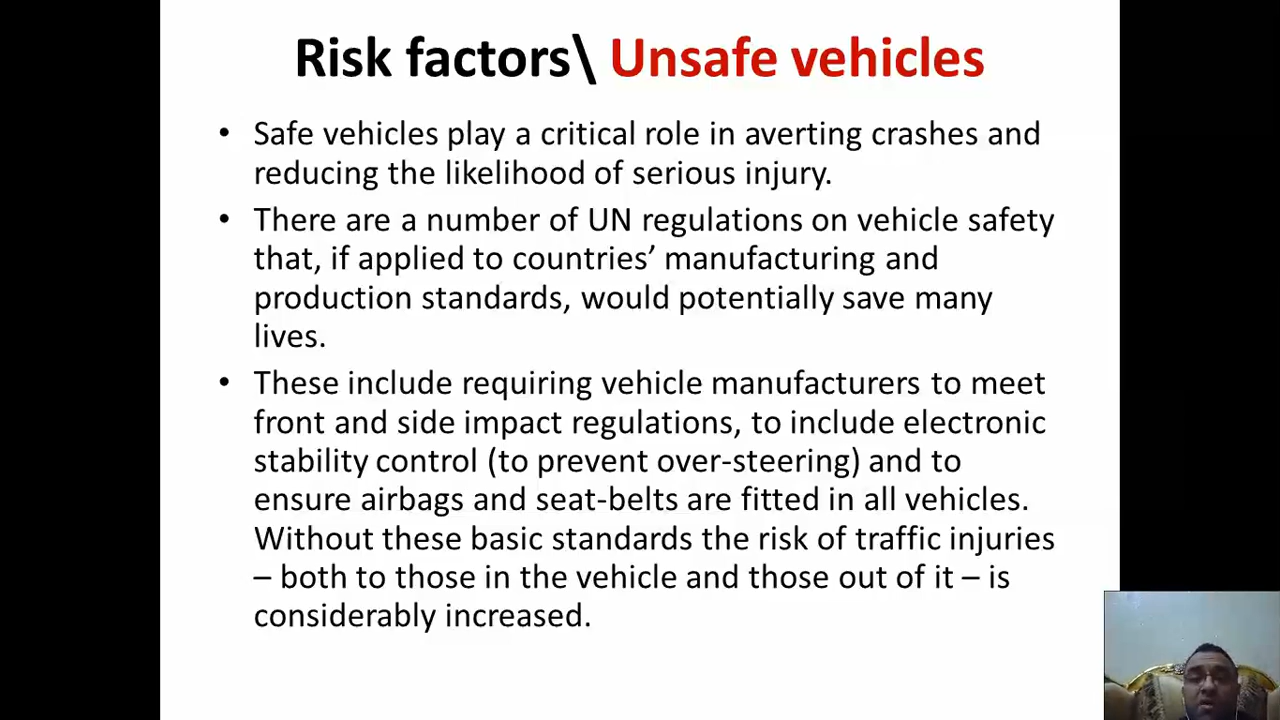 Risk factors\ Unsafe vehicles
• Safe vehicles play a critical role in averting crashes and
reducing the likelihood of serious injury.
• There are a number of UN regulations on vehicle safety
that, if applied to countries’ manufacturing and
production standards, would potentially save many
lives.
• These include requiring vehicle manufacturers to meet
front and side impact regulations, to include electronic
stability control (to prevent over-steering) and to
ensure airbags and seat-belts are fitted in all vehicles.
Without these basic standards the risk of traffic injuries
– both to those in the vehicle and those out of it – is
considerably increased.